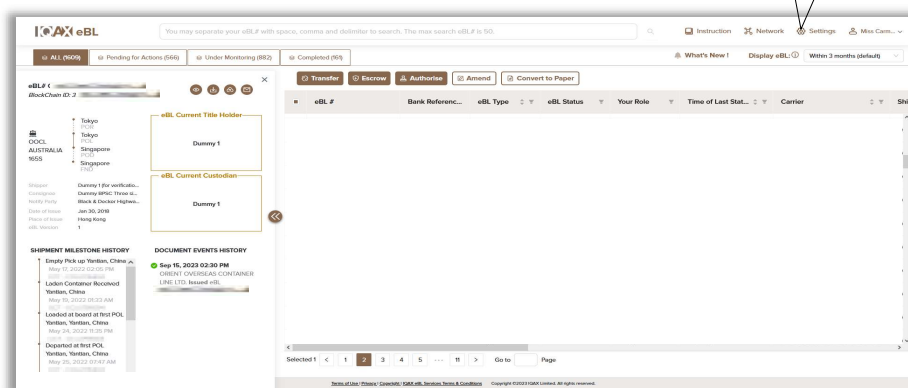 IQAX eBL
You may separate your eBL# with space, comma and delimiter to search. The max search eBL# is 50.
Instruction
Network
Settings
Miss Cam...
ALL (1609)
Pending for Actions (566)
Under Monitoring (882)
Completed (161)
What's New !
Display eBL:
Within 3 months (default)
eBL#
BlockChain ID: 3
OOCL
AUSTRALIA
165S
Tokyo
POR
Tokyo
POL
Singapore
POD
Singapore
FND
eBL Current Title Holder
Dummy 1
eBL Current Custodian
Dummy 1
Shipper Dummy 1 (for verificatio...
Consignee Dummy BPSC Three si...
Notify Party Black & Docker Highwa...
Date of Issue Jan 30, 2018
Place of Issue Hong Kong
eBL Version 1
SHIPMENT MILESTONE HISTORY
Empty Pick up Yantian, China
May 17, 2022 02:05 PM
Laden Container Received
Yantian, China
May 19, 2022 01:33 AM
Loaded at board at first POL
Yantian, Yantian, China
May 24, 2022 11:25 PM
Departed at first POL
Yantian, Yantian, China
May 25, 2022 07:47 AM
DOCUMENT EVENTS HISTORY
Sep 15, 2023 02:30 PM
ORIENT OVERSEAS CONTAINER
LINE LTD. Issued eBL
Transfer
Escrow
Authorise
Amend
Convert to Paper
eBL # Bank Referenc... eBL Type eBL Status Your Role Time of Last Stat... Carrier Shi
Selected 1 < 1 2 3 4 5 ... 11 > Go to Page
Terms of Use | Privacy | Copyright | IQAX eBL Services Terms & Conditions Copyright ©2023 IQAX Limited. All rights reserved.